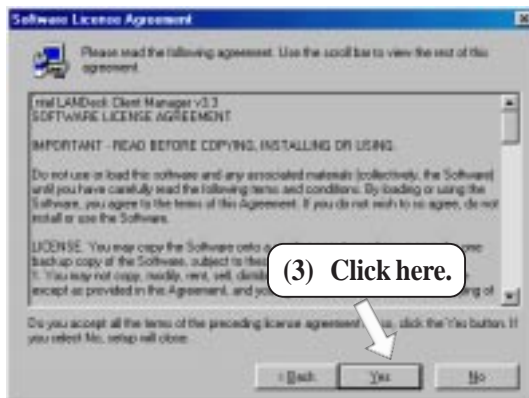 Software License Agreement
Please read the following agreement. Use the scroll bar to view the rest of this
agreement.
Intel LANDesk Client Manager v3.3
SOFTWARE LICENSE AGREEMENT
IMPORTANT - READ BEFORE COPYING, INSTALLING OR USING.
Do not use or load this software and any associated materials (collectively, the Software)
until you have carefully read the following terms and conditions. By loading or using the
Software, you agree to the terms of this Agreement. If you do not wish to so agree, do not
install or use the Software.
LICENSE. You may copy the Software onto a
one
backup copy of the Software, subject to
1. You may not copy, modify, rent, sell,
except as provided in this Agreement, and
of
(3) Click here.
Do you accept all the terms of the preceding license agreement
click the Yes button. If
you select No, setup will close.
< Back
Yes
No